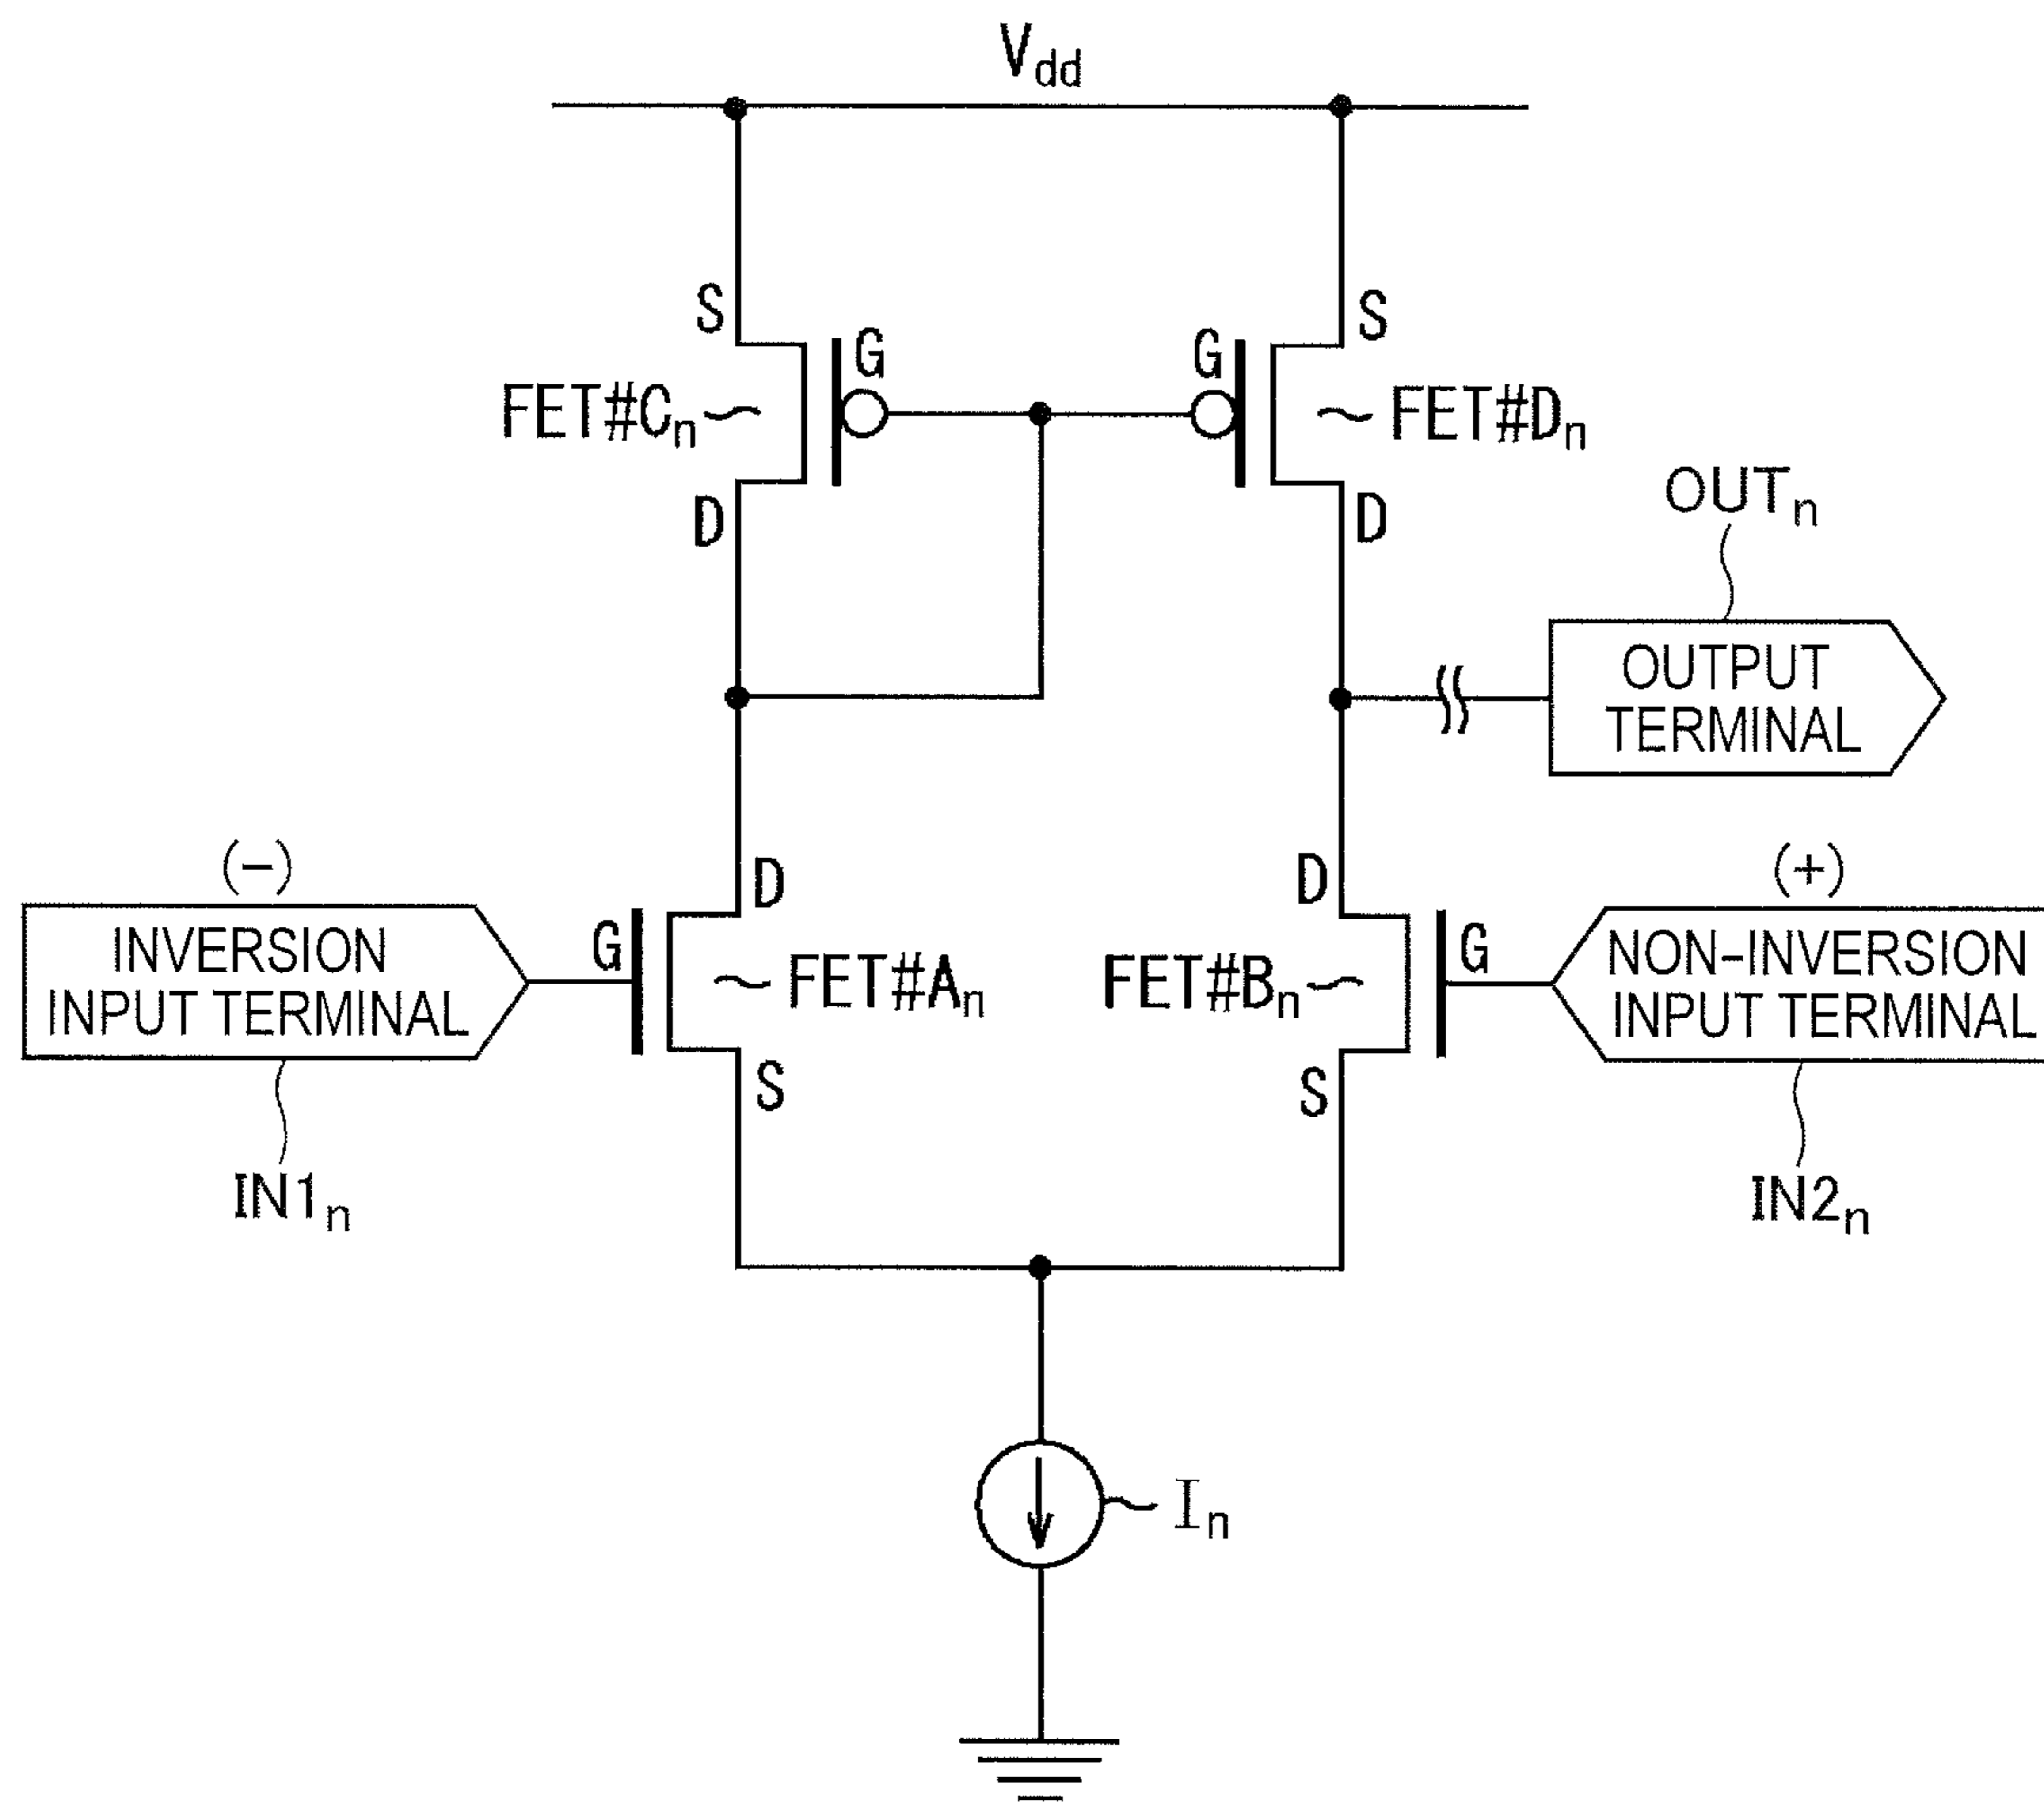 Vdd
S
S
G
G
FET#Cn
FET#Dn
D
D
OUTn
OUTPUT
TERMINAL
(−)
(+)
D
D
INVERSION
INPUT TERMINAL
G
FET#An
FET#Bn
G
NON-INVERSION
INPUT TERMINAL
S
S
IN1n
IN2n
In